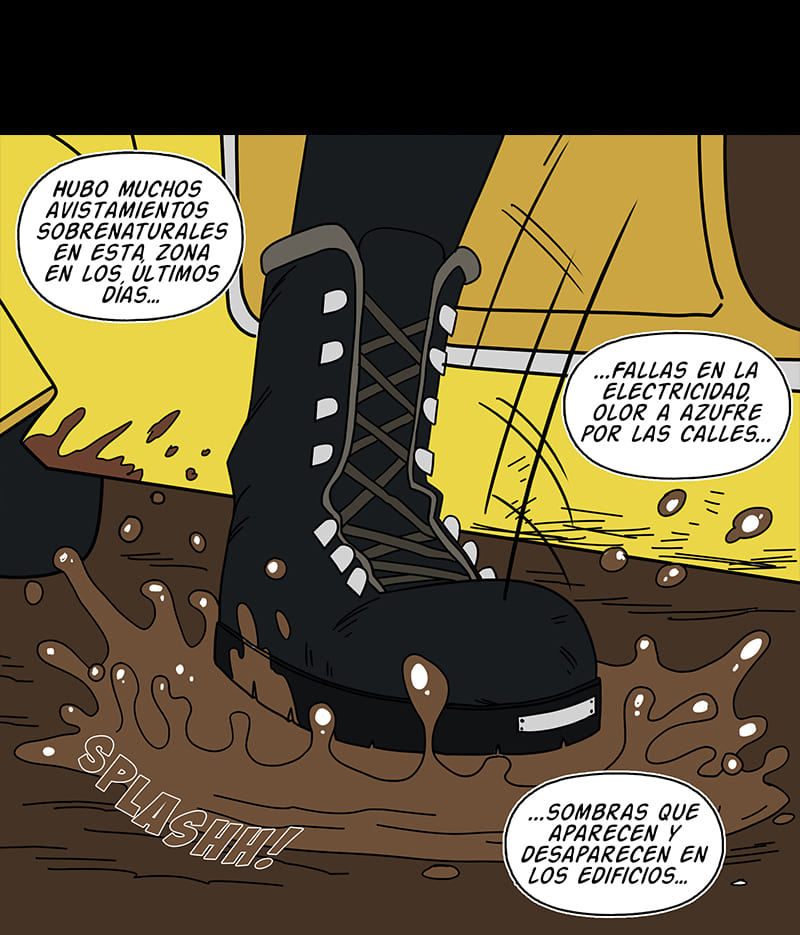 HUBO MUCHOS
AVISTAMIENTOS
SOBRENATURALES
EN ESTA ZONA
EN LOS ÚLTIMOS
DÍAS...
...FALLAS EN LA
ELECTRICIDAD,
OLOR A AZUFRE
POR LAS CALLES...
SPLASHH!
...SOMBRAS QUE
APARECEN Y
DESAPARECEN EN
LOS EDIFICIOS...